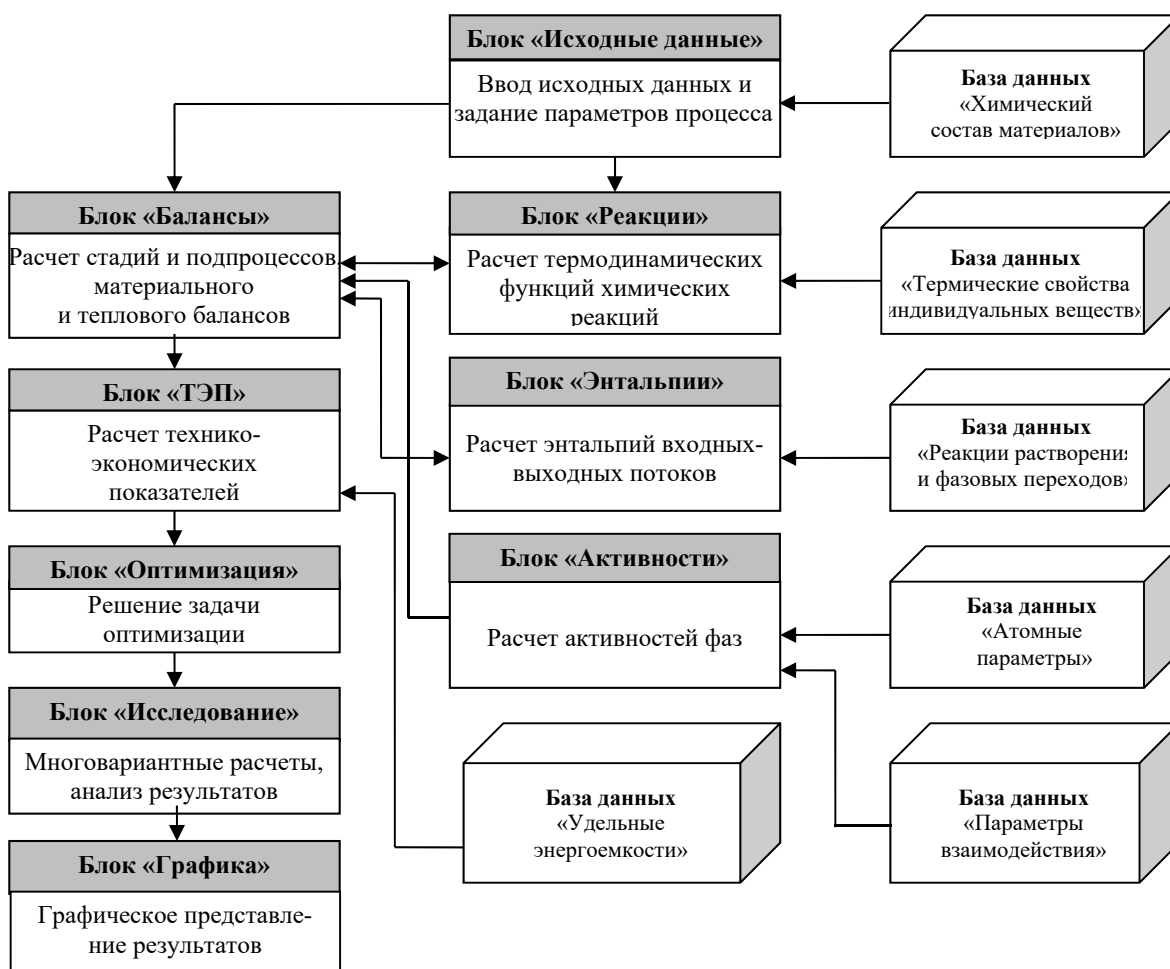 Блок «Исходные данные»
Ввод исходных данных и
задание параметров процесса
База данных
«Химический
состав материалов»
Блок «Балансы»
Расчет стадий и подпроцессов,
материального
и теплового балансов
Блок «Реакции»
Расчет термодинамических
функций химических
реакций
База данных
«Термические свойства
индивидуальных веществ»
Блок «ТЭП»
Расчет технико-
экономических
показателей
Блок «Энтальпии»
Расчет энтальпий входных-
выходных потоков
База данных
«Реакции растворения
и фазовых переходов»
Блок «Оптимизация»
Решение задачи
оптимизации
Блок «Активности»
Расчет активностей фаз
База данных
«Атомные
параметры»
Блок «Исследование»
Многовариантные расчеты,
анализ результатов
База данных
«Удельные
энергоемкости»
База данных
«Параметры
взаимодействия»
Блок «Графика»
Графическое представле-
ние результатов